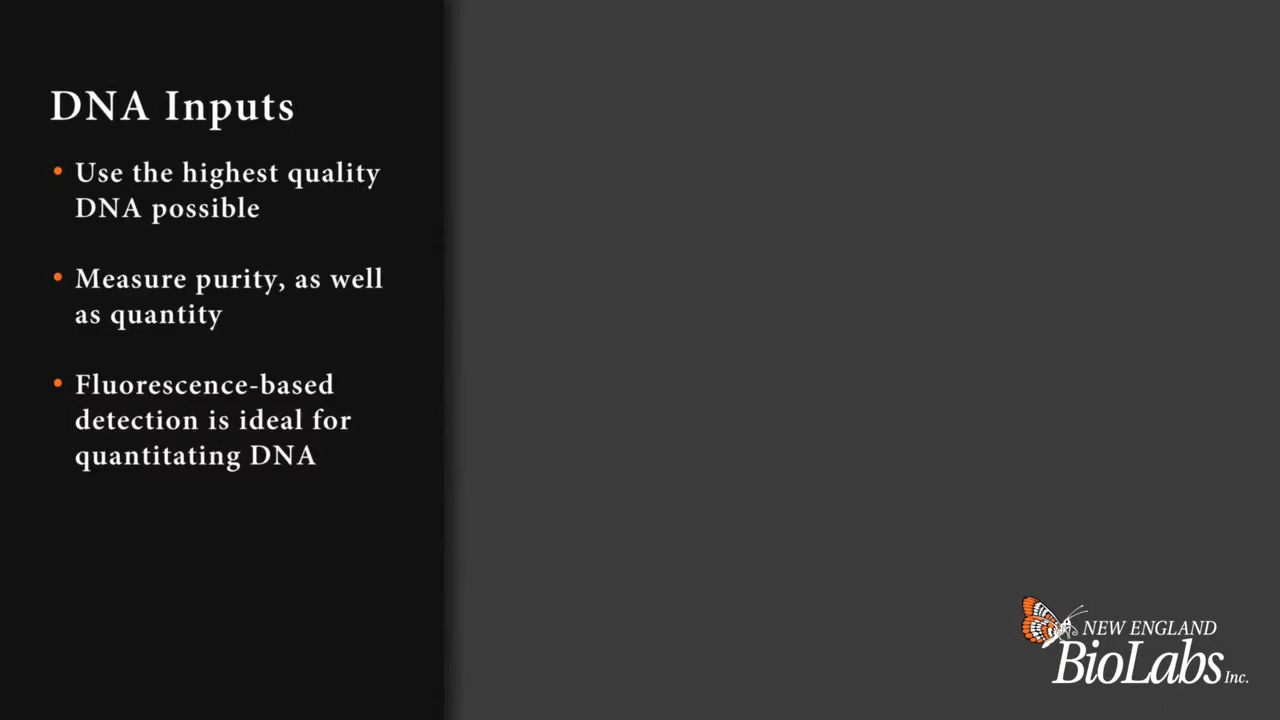 DNA Inputs
• Use the highest quality
DNA possible
• Measure purity, as well
as quantity
• Fluorescence-based
detection is ideal for
quantitating DNA
NEW ENGLAND
BioLabs Inc.